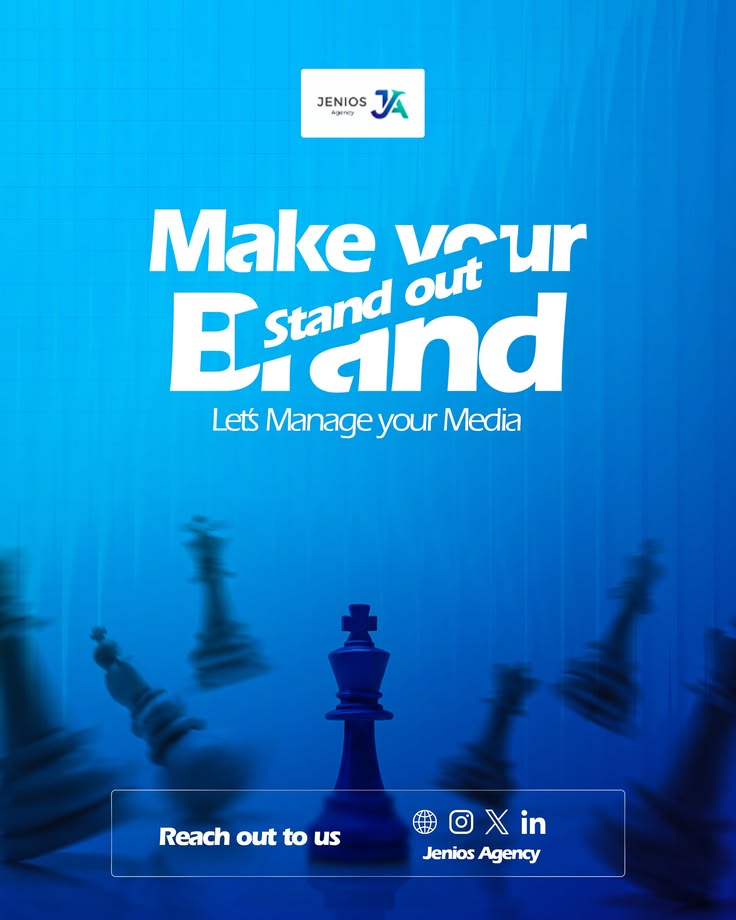 JENIOS
Agency
JA
Make your
Stand out
Brand
Let's Manage your Media
Reach out to us
Jenios Agency